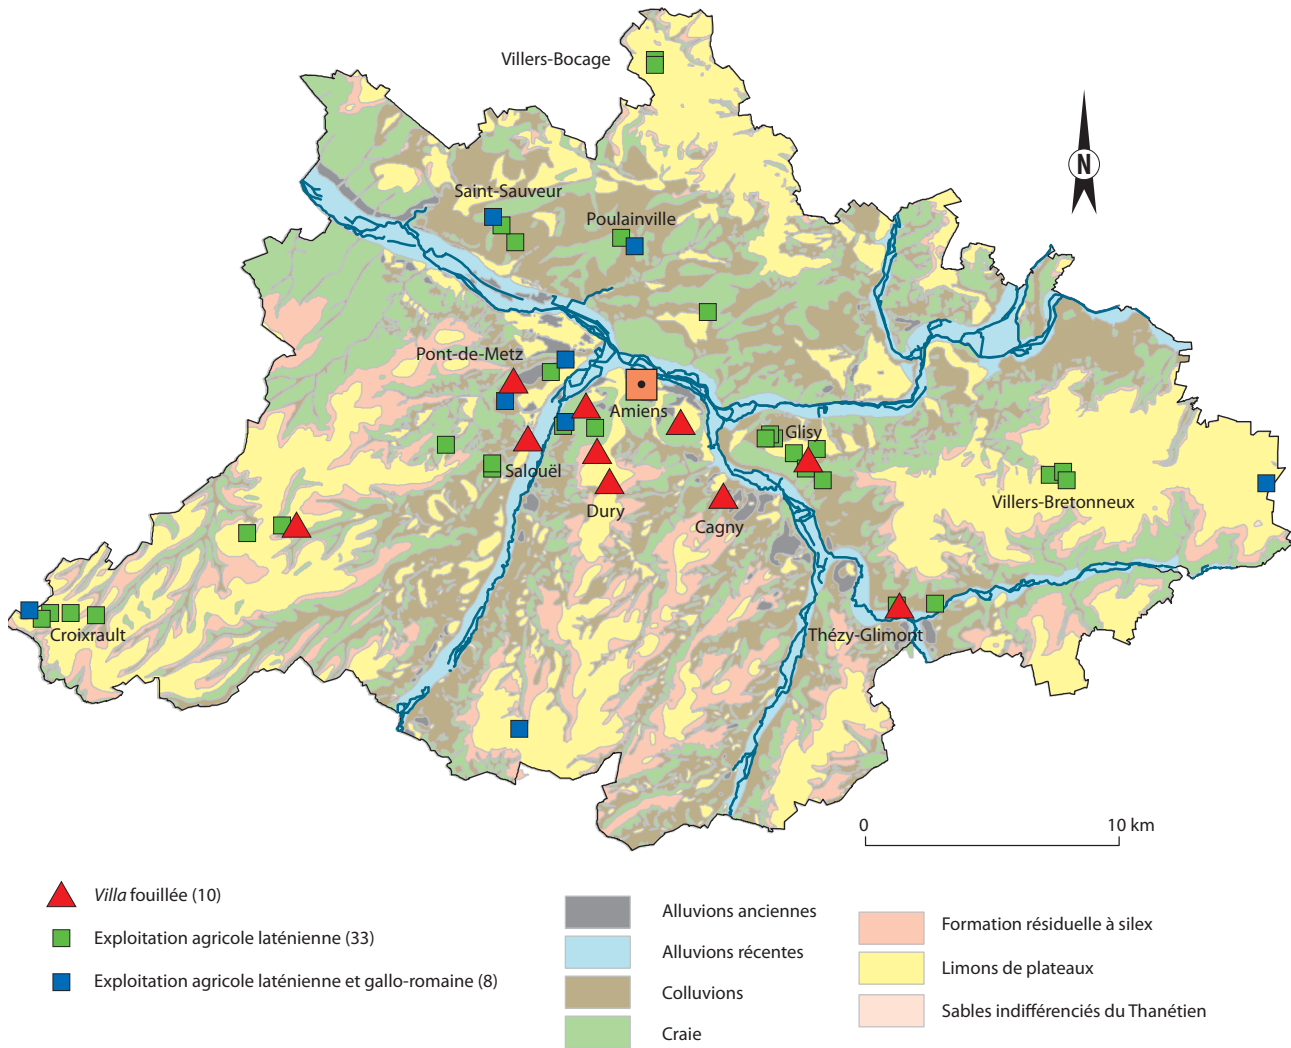 Villers-Bocage
N
Saint-Sauveur
Poulainville
Pont-de-Metz
Amiens
Glisy
Salouël
Villers-Bretonneux
Dury
Cagny
Croixrault
Thézy-Glimont
0 10 km
Villa fouillée (10)
Exploitation agricole laténienne (33)
Exploitation agricole laténienne et gallo-romaine (8)
Alluvions anciennes
Alluvions récentes
Colluvions
Craie
Formation résiduelle à silex
Limons de plateaux
Sables indifférenciés du Thanétien